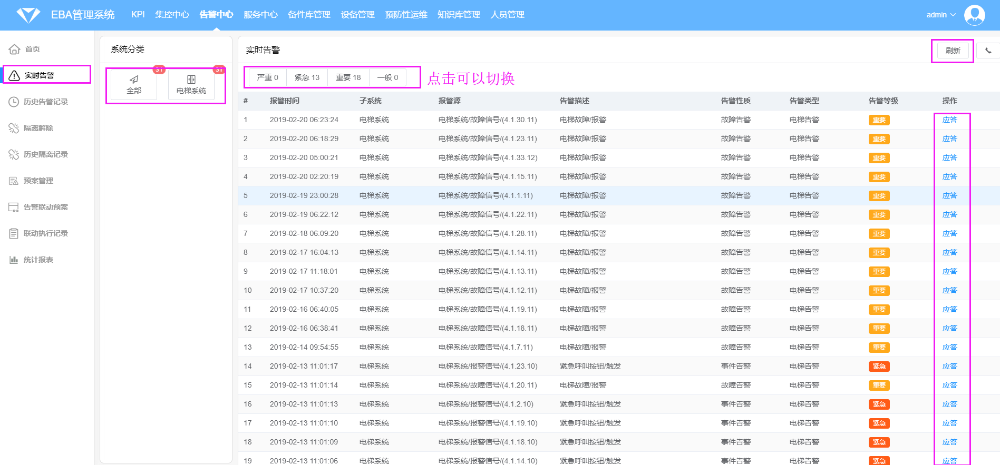 EBA管理系统 KPI 集控中心 告警中心 服务中心 备件库管理 设备管理 预防性运维 知识库管理 人员管理 admin
首页
实时告警
历史告警记录
隔离解除
历史隔离记录
预案管理
告警联动预案
联动执行记录
统计报表
系统分类
31 31
全部 电梯系统
实时告警 刷新
严重 0 紧急 13 重要 18 一般 0 点击可以切换
# 报警时间 子系统 报警源 告警描述 告警性质 告警类型 告警等级 操作
1 2019-02-20 06:23:24 电梯系统 电梯系统/故障信号/(4.1.30.11) 电梯故障/报警 故障告警 电梯告警 重要 应答
2 2019-02-20 06:18:29 电梯系统 电梯系统/故障信号/(4.1.23.11) 电梯故障/报警 故障告警 电梯告警 重要 应答
3 2019-02-20 05:00:21 电梯系统 电梯系统/故障信号/(4.1.33.12) 电梯故障/报警 故障告警 电梯告警 重要 应答
4 2019-02-20 02:20:19 电梯系统 电梯系统/故障信号/(4.1.15.11) 电梯故障/报警 故障告警 电梯告警 重要 应答
5 2019-02-19 23:00:28 电梯系统 电梯系统/故障信号/(4.1.1.11) 电梯故障/报警 故障告警 电梯告警 重要 应答
6 2019-02-19 06:22:12 电梯系统 电梯系统/故障信号/(4.1.22.11) 电梯故障/报警 故障告警 电梯告警 重要 应答
7 2019-02-18 06:09:20 电梯系统 电梯系统/故障信号/(4.1.28.11) 电梯故障/报警 故障告警 电梯告警 重要 应答
8 2019-02-17 16:04:13 电梯系统 电梯系统/故障信号/(4.1.14.11) 电梯故障/报警 故障告警 电梯告警 重要 应答
9 2019-02-17 11:18:01 电梯系统 电梯系统/故障信号/(4.1.13.11) 电梯故障/报警 故障告警 电梯告警 重要 应答
10 2019-02-17 10:37:20 电梯系统 电梯系统/故障信号/(4.1.12.11) 电梯故障/报警 故障告警 电梯告警 重要 应答
11 2019-02-16 06:40:05 电梯系统 电梯系统/故障信号/(4.1.19.11) 电梯故障/报警 故障告警 电梯告警 重要 应答
12 2019-02-16 06:38:41 电梯系统 电梯系统/故障信号/(4.1.18.11) 电梯故障/报警 故障告警 电梯告警 重要 应答
13 2019-02-14 09:54:55 电梯系统 电梯系统/故障信号/(4.1.7.11) 电梯故障/报警 故障告警 电梯告警 重要 应答
14 2019-02-13 11:01:17 电梯系统 电梯系统/报警信号/(4.1.23.10) 紧急呼叫按钮/触发 事件告警 电梯告警 紧急 应答
15 2019-02-13 11:01:14 电梯系统 电梯系统/故障信号/(4.1.20.11) 电梯故障/报警 故障告警 电梯告警 重要 应答
16 2019-02-13 11:01:13 电梯系统 电梯系统/报警信号/(4.1.2.10) 紧急呼叫按钮/触发 事件告警 电梯告警 紧急 应答
17 2019-02-13 11:01:10 电梯系统 电梯系统/报警信号/(4.1.19.10) 紧急呼叫按钮/触发 事件告警 电梯告警 紧急 应答
18 2019-02-13 11:01:09 电梯系统 电梯系统/报警信号/(4.1.18.10) 紧急呼叫按钮/触发 事件告警 电梯告警 紧急 应答
19 2019-02-13 11:01:06 电梯系统 电梯系统/报警信号/(4.1.14.10) 紧急呼叫按钮/触发 事件告警 电梯告警 紧急 应答